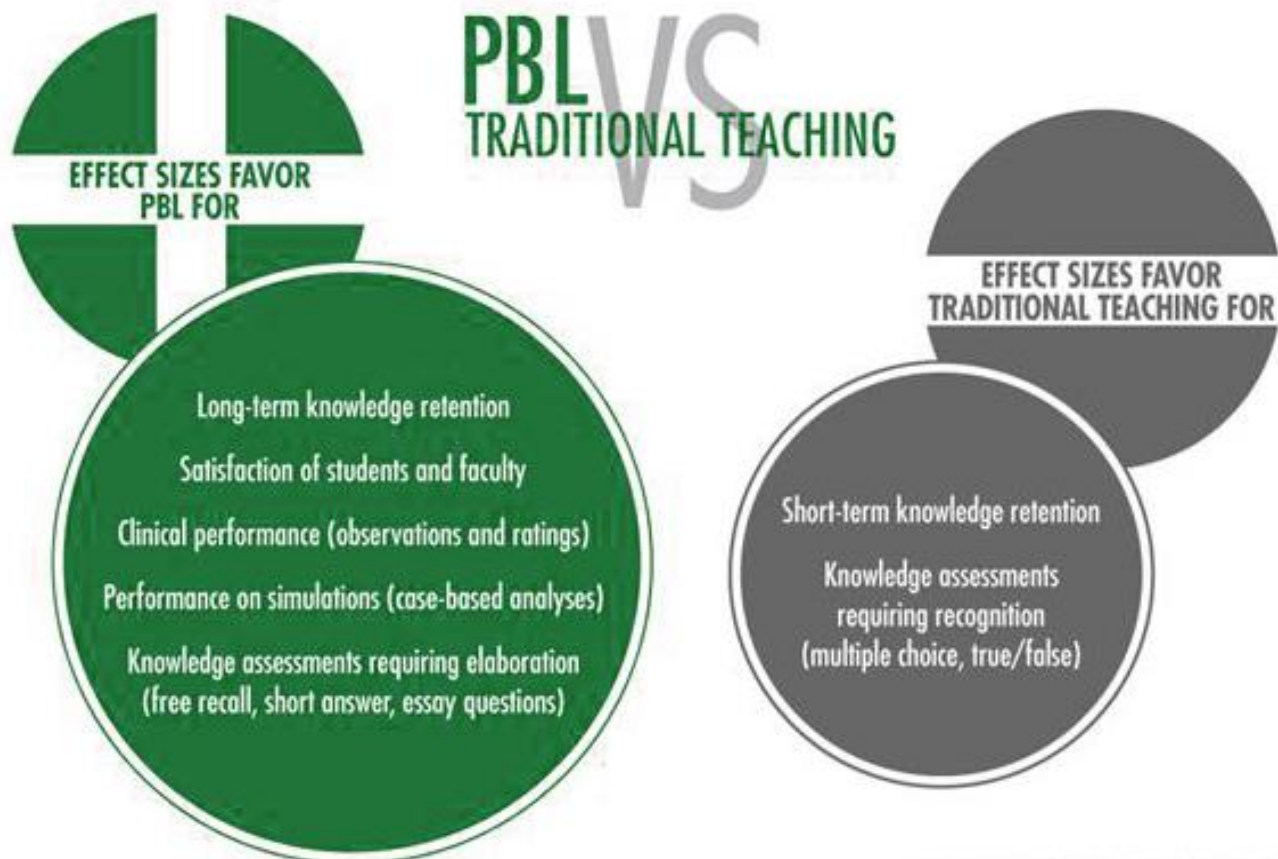 PBL VS
TRADITIONAL TEACHING
EFFECT SIZES FAVOR
PBL FOR
Long-term knowledge retention
Satisfaction of students and faculty
Clinical performance (observations and ratings)
Performance on simulations (case-based analyses)
Knowledge assessments requiring elaboration
(free recall, short answer, essay questions)
EFFECT SIZES FAVOR
TRADITIONAL TEACHING FOR
Short-term knowledge retention
Knowledge assessments
requiring recognition
(multiple choice, true/false)